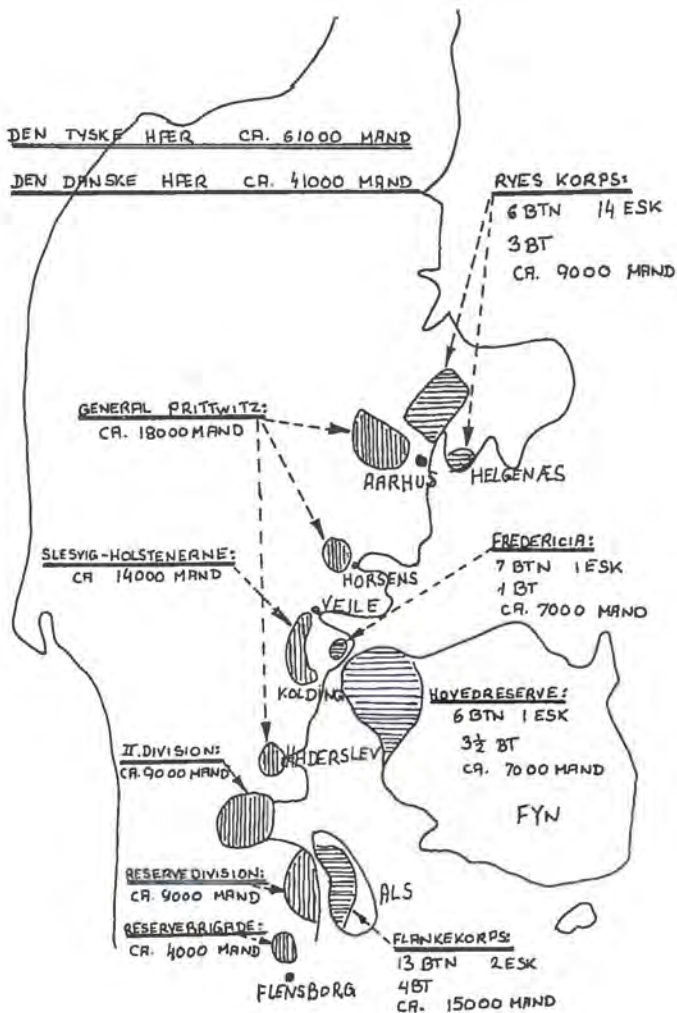 DEN TYSKE HÆR CA. 61000 MAND
DEN DANSKE HÆR CA. 41000 MAND
RYES KORPS:
6 BTN 14 ESK
3 BT
CA. 9000 MAND
GENERAL PRITTWITZ:
CA. 18000 MAND
AARHUS
HELGENÆS
SLESVIG-HOLSTENERNE:
CA 14000 MAND
HORSENS
FREDERICIA:
7 BTN 1 ESK
1 BT
CA. 7000 MAND
VEILE
KOLDING
HOVEDRESERVE:
6 BTN 1 ESK
3½ BT
CA. 7000 MAND
II. DIVISION:
CA. 9000 MAND
HADERSLEV
FYN
RESERVEDIVISION:
CA. 9000 MAND
ALS
RESERVEBRIGADE:
CA. 4000 MAND
FLENSBORG
FLANKEKORPS:
13 BTN 2 ESK
4 BT
CA. 15000 MAND